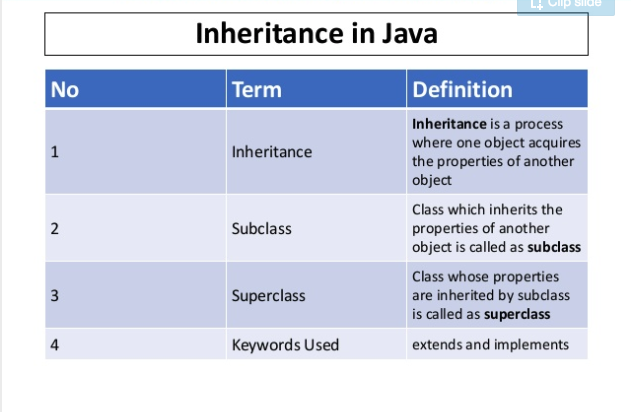 Clip slide
Inheritance in Java
No Term Definition
1 Inheritance Inheritance is a process
where one object acquires
the properties of another
object
2 Subclass Class which inherits the
properties of another
object is called as subclass
3 Superclass Class whose properties
are inherited by subclass
is called as superclass
4 Keywords Used extends and implements